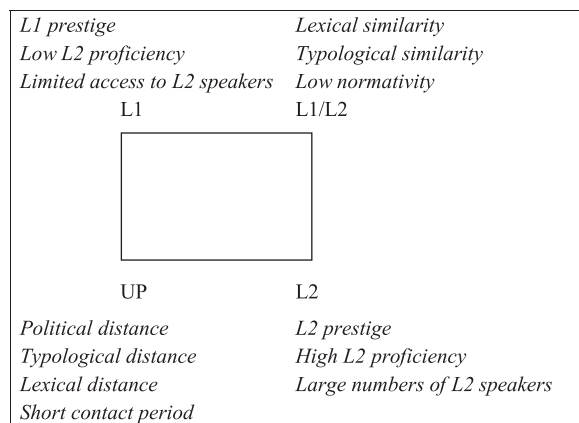 L1 prestige Lexical similarity
Low L2 proficiency Typological similarity
Limited access to L2 speakers Low normativity
L1 L1/L2
UP L2
Political distance L2 prestige
Typological distance High L2 proficiency
Lexical distance Large numbers of L2 speakers
Short contact period